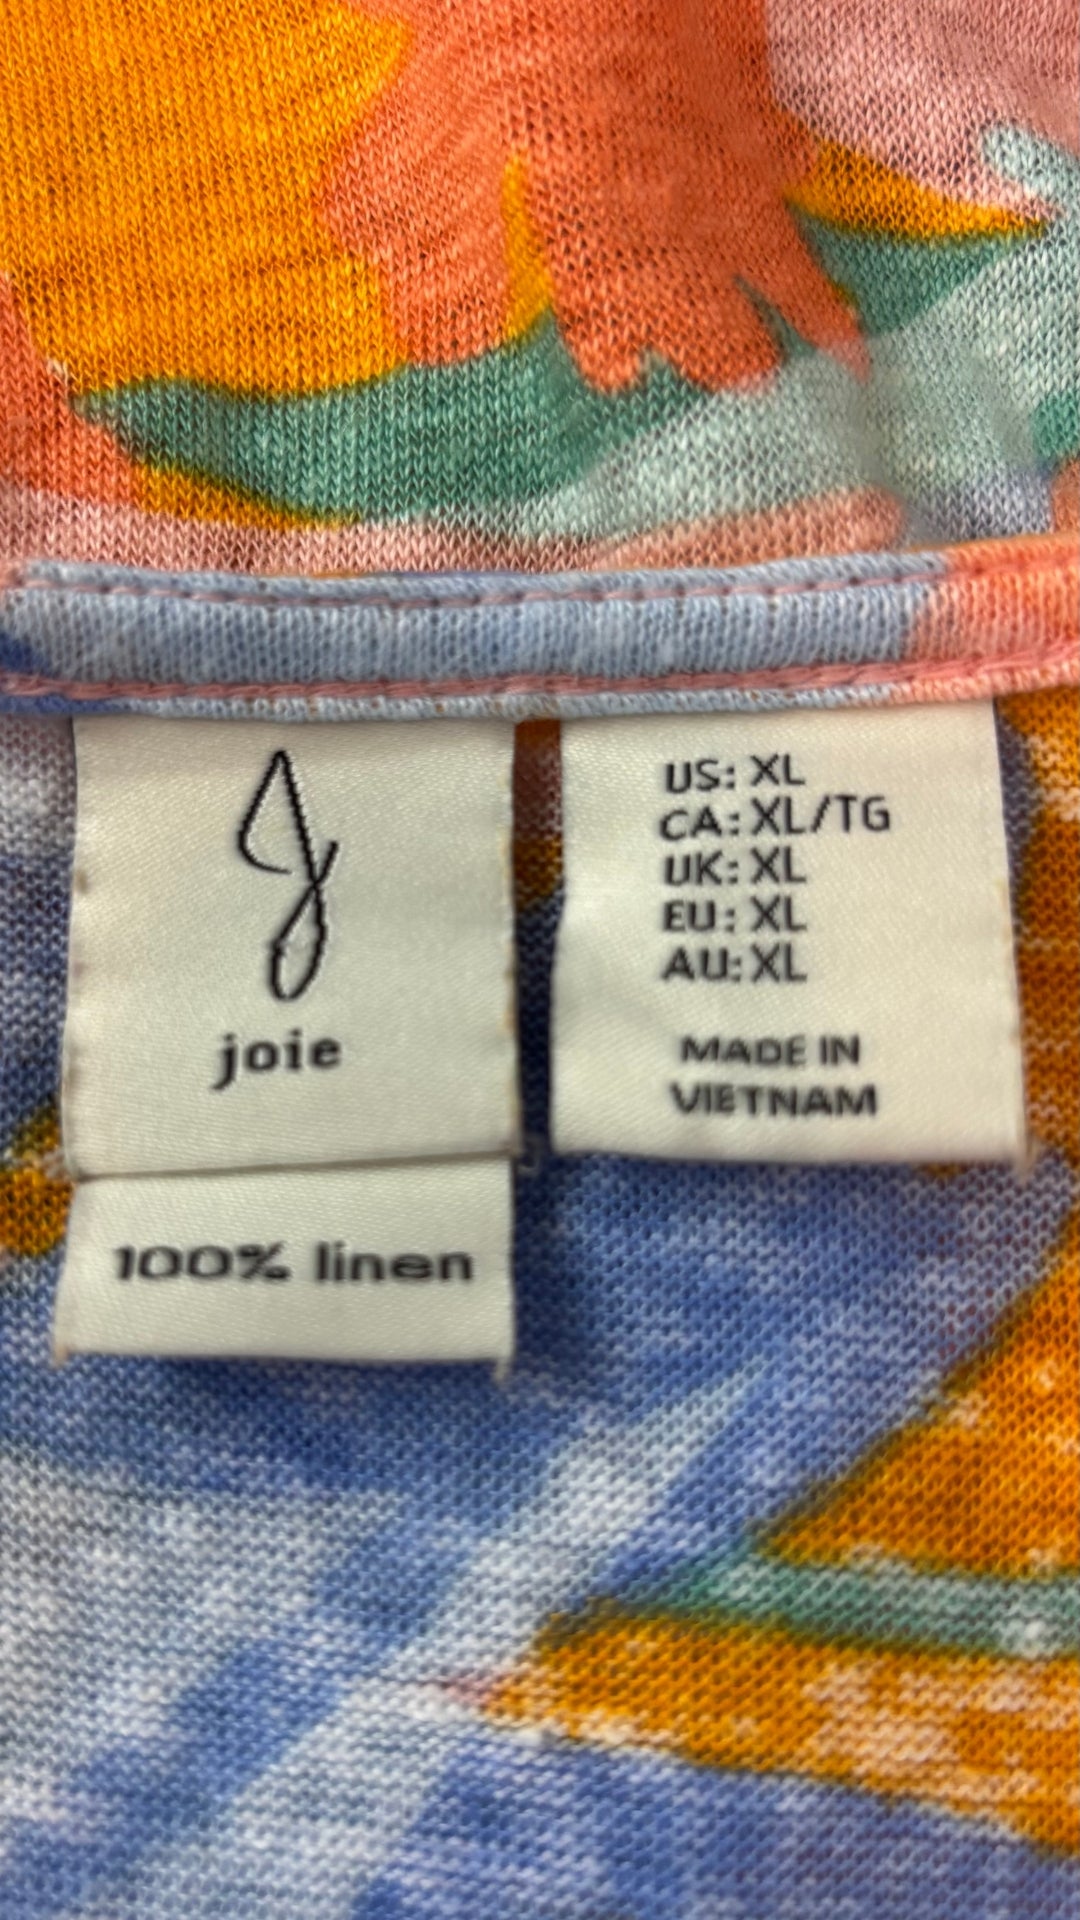 joie
100% linen
US: XL
CA: XL/TG
UK: XL
EU: XL
AU: XL
MADE IN
VIETNAM